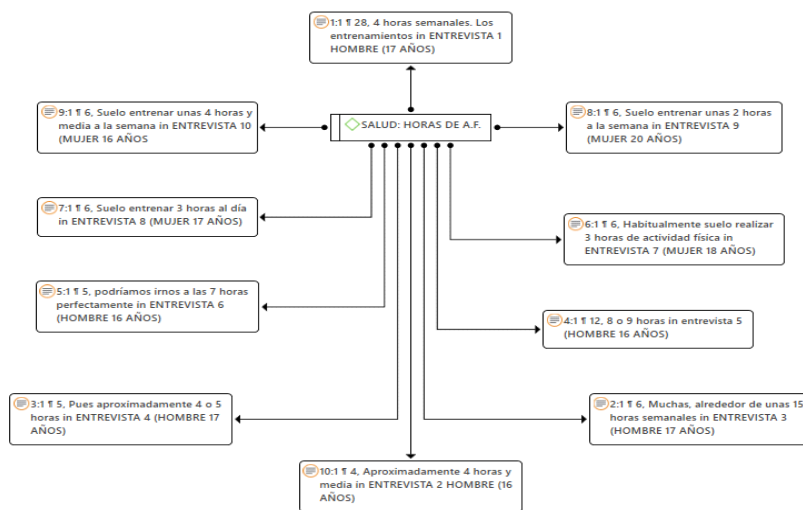 1:1 ¶ 28, 4 horas semanales. Los
entrenamientos in ENTREVISTA 1
HOMBRE (17 AÑOS)
9:1 ¶ 6, Suelo entrenar unas 4 horas y
media a la semana in ENTREVISTA 10
(MUJER 16 AÑOS
SALUD: HORAS DE A.F.
8:1 ¶ 6, Suelo entrenar unas 2 horas
a la semana in ENTREVISTA 9
(MUJER 20 AÑOS)
7:1 ¶ 6, Suelo entrenar 3 horas al día
in ENTREVISTA 8 (MUJER 17 AÑOS)
6:1 ¶ 6, Habitualmente suelo realizar
3 horas de actividad física in
ENTREVISTA 7 (MUJER 18 AÑOS)
5:1 ¶ 5, podríamos irnos a las 7 horas
perfectamente in ENTREVISTA 6
(HOMBRE 16 AÑOS)
4:1 ¶ 12, 8 o 9 horas in entrevista 5
(HOMBRE 16 AÑOS)
3:1 ¶ 5, Pues aproximadamente 4 o 5
horas in ENTREVISTA 4 (HOMBRE 17
AÑOS)
2:1 ¶ 6, Muchas, alrededor de unas 15
horas semanales in ENTREVISTA 3
(HOMBRE 17 AÑOS)
10:1 ¶ 4, Aproximadamente 4 horas y
media in ENTREVISTA 2 HOMBRE (16
AÑOS)